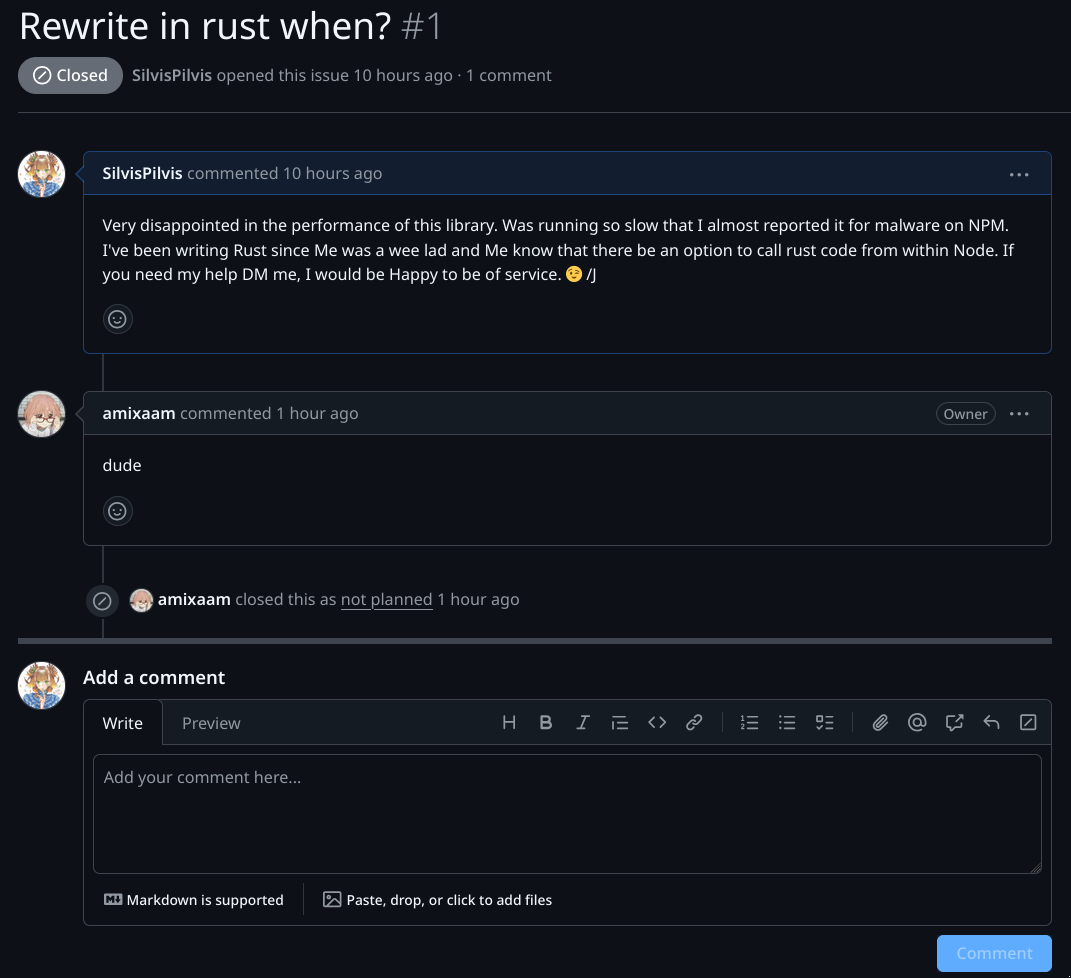 Rewrite in rust when? #1
Closed SilvisPilvis opened this issue 10 hours ago · 1 comment
SilvisPilvis commented 10 hours ago
Very disappointed in the performance of this library. Was running so slow that I almost reported it for malware on NPM.
I've been writing Rust since Me was a wee lad and Me know that there be an option to call rust code from within Node. If
you need my help DM me, I would be Happy to be of service. 😉 /J
amixaam commented 1 hour ago Owner
dude
amixaam closed this as not planned 1 hour ago
Add a comment
Write Preview
Add your comment here...
Markdown is supported Paste, drop, or click to add files
Comment